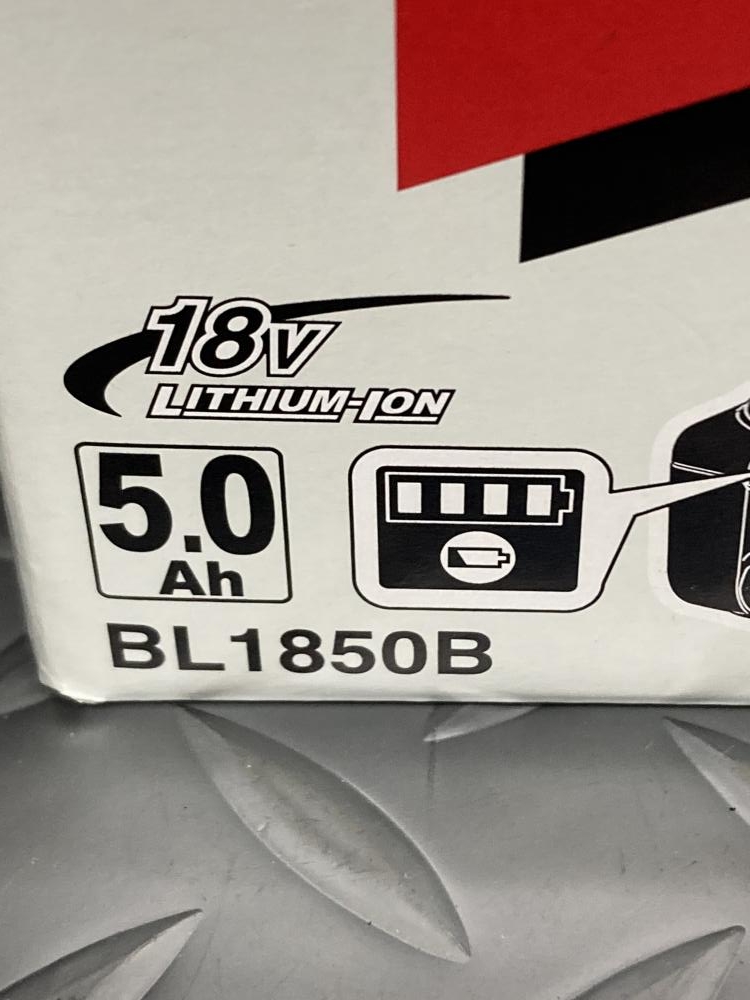 18V
LITHIUM-ION
5.0
Ah
BL1850B